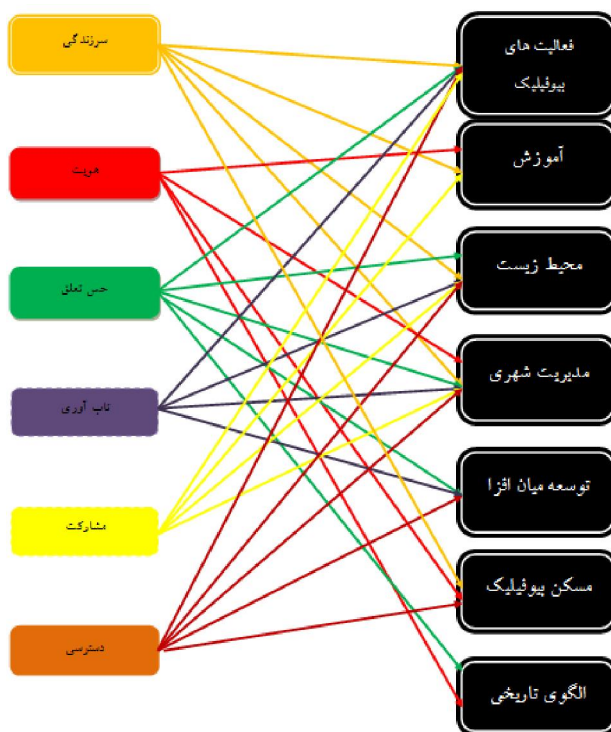 سرزندگی
هویت
حس تعلق
تاب آوری
مشارکت
دسترسی
فعالیت های
بیوفیلیک
آموزش
محیط زیست
مدیریت شهری
توسعه میان افزا
مسکن بیوفیلیک
الگوی تاریخی